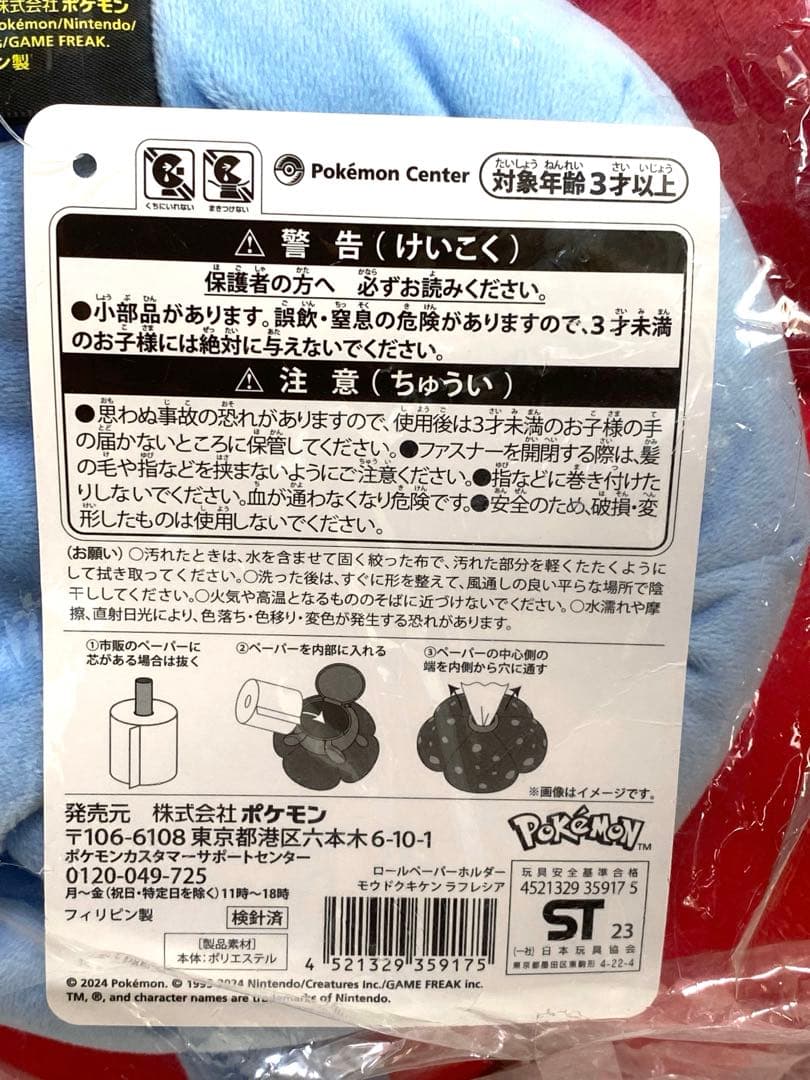 株式会社ポケモン
okémon/Nintendo/
/GAME FREAK.
ン製
くちにいれない
まきつけない
Pokémon Center
対象年齢3才以上
たいしょう ねんれい さい いじょう
⚠ 警告(けいこく)
保護者の方へ 必ずお読みください。
●小部品があります。誤飲・窒息の危険がありますので、3才未満
のお子様には絶対に与えないでください。
⚠ 注意(ちゅうい)
●思わぬ事故の恐れがありますので、使用後は3才未満のお子様の手
の届かないところに保管してください。●ファスナーを開閉する際は、髪
の毛や指などを挟まないようにご注意ください。●指などに巻き付けた
りしないでください。血が通わなくなり危険です。●安全のため、破損・変
形したものは使用しないでください。
(お願い) ○汚れたときは、水を含ませて固く絞った布で、汚れた部分を軽くたたくように
して拭き取ってください。○洗った後は、すぐに形を整えて、風通しの良い平らな場所で陰
干ししてください。○火気や高温となるもののそばに近づけないでください。○水濡れや摩
擦、直射日光により、色落ち・色移り・変色が発生する恐れがあります。
①市販のペーパーに
芯がある場合は抜く
②ペーパーを内部に入れる
③ペーパーの中心側の
端を内側から穴に通す
※画像はイメージです。
発売元 株式会社ポケモン
〒106-6108 東京都港区六本木6-10-1
ポケモンカスタマーサポートセンター
0120-049-725
月〜金(祝日・特定日を除く)11時〜18時
フィリピン製
検針済
[製品素材]
本体:ポリエステル
POKéMON™
ロールペーパーホルダー
モウドクキケン ラフレシア
4 521329 359175
玩具安全基準合格
4521329 35917 5
ST 23
(一社)日本玩具協会
東京都墨田区東駒形 4-22-4
© 2024 Pokémon. © 1995-2024 Nintendo/Creatures Inc./GAME FREAK inc.
TM, ®, and character names are trademarks of Nintendo.